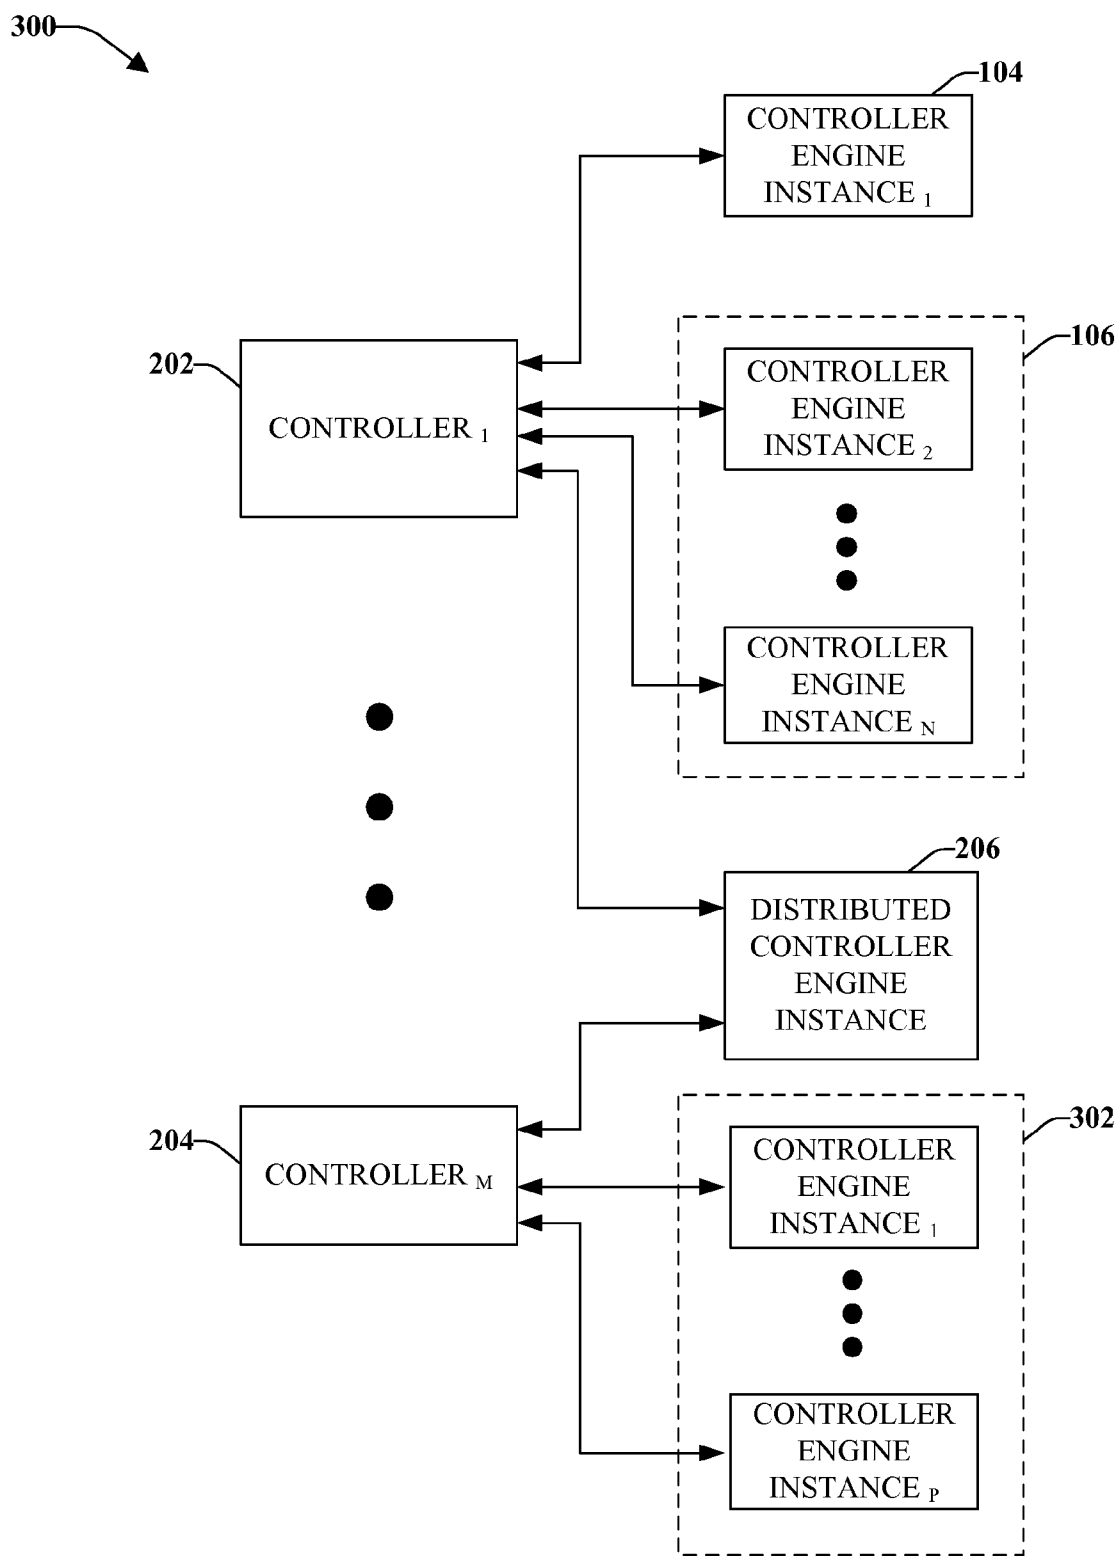 300
104
CONTROLLER
ENGINE
INSTANCE 1
106
202
CONTROLLER 1
CONTROLLER
ENGINE
INSTANCE 2
CONTROLLER
ENGINE
INSTANCE N
206
DISTRIBUTED
CONTROLLER
ENGINE
INSTANCE
302
204
CONTROLLER M
CONTROLLER
ENGINE
INSTANCE 1
CONTROLLER
ENGINE
INSTANCE P